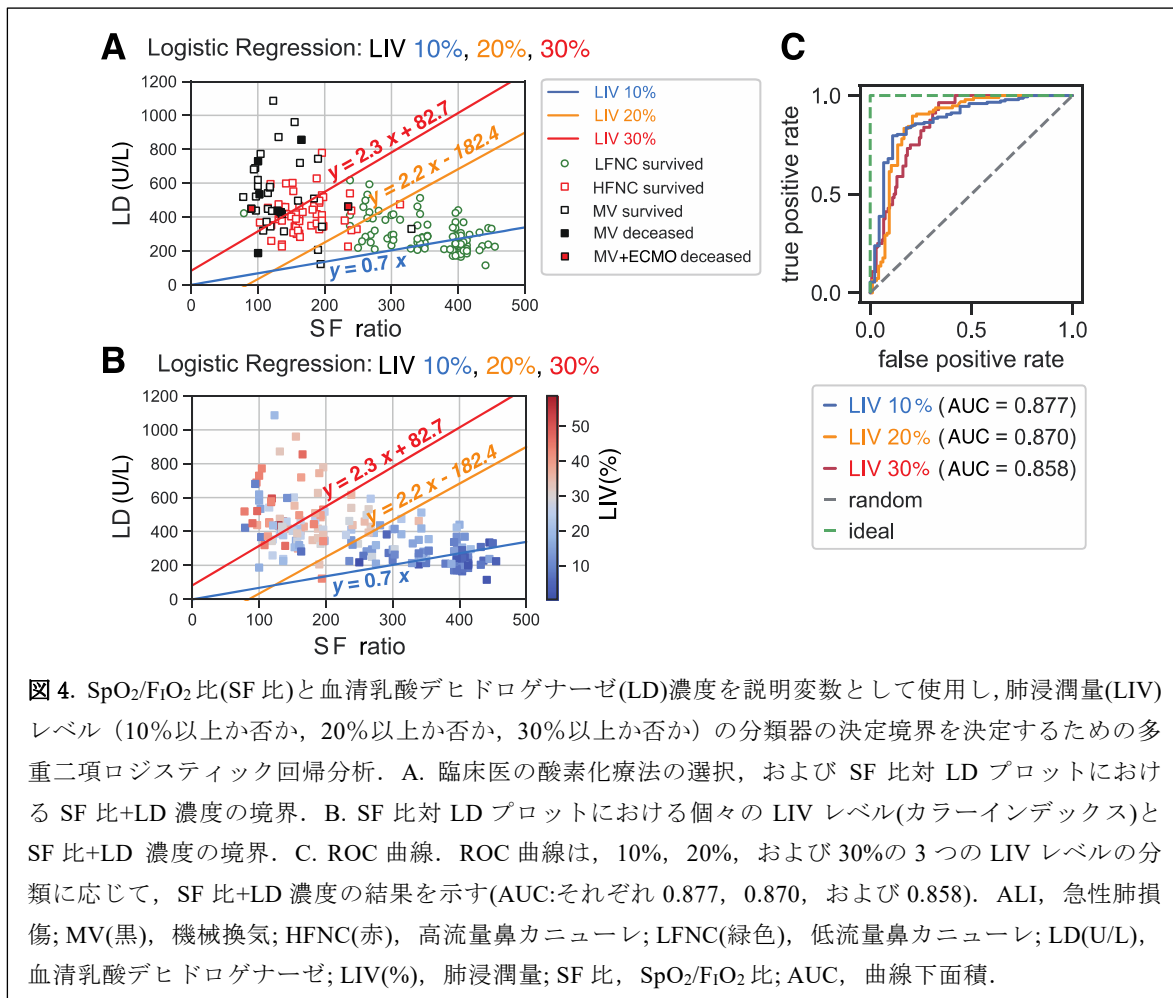 A Logistic Regression: LIV 10%, 20%, 30%
1200
1000
800
600
400
200
0
LD (U/L)
y = 2.3 x + 82.7
y = 2.2 x - 182.4
y = 0.7 x
100 200 300 400 500
SF ratio
LIV 10%
LIV 20%
LIV 30%
LFNC survived
HFNC survived
MV survived
MV deceased
MV+ECMO deceased
B Logistic Regression: LIV 10%, 20%, 30%
1200
1000
800
600
400
200
0
LD (U/L)
y = 2.3 x + 82.7
y = 2.2 x - 182.4
y = 0.7 x
0 100 200 300 400 500
SF ratio
50
40
30
20
10
LIV(%)
C
1.0
0.5
0.0
true positive rate
0.0 0.5 1.0
false positive rate
LIV 10% (AUC = 0.877)
LIV 20% (AUC = 0.870)
LIV 30% (AUC = 0.858)
random
ideal
図 4. SpO₂/FIO₂比(SF 比)と血清乳酸デヒドロゲナーゼ(LD)濃度を説明変数として使用し,肺浸潤量(LIV)
レベル（10%以上か否か，20%以上か否か，30%以上か否か）の分類器の決定境界を決定するための多
重二項ロジスティック回帰分析．A. 臨床医の酸素化療法の選択，および SF 比対 LD プロットにおけ
る SF 比+LD 濃度の境界．B. SF 比対 LD プロットにおける個々の LIV レベル(カラーインデックス)と
SF 比+LD 濃度の境界．C. ROC 曲線．ROC 曲線は，10%，20%，および 30%の 3 つの LIV レベルの分
類に応じて，SF 比+LD 濃度の結果を示す(AUC:それぞれ 0.877，0.870，および 0.858)．ALI，急性肺損
傷; MV(黒)，機械換気; HFNC(赤)，高流量鼻カニューレ; LFNC(緑色)，低流量鼻カニューレ; LD(U/L)，
血清乳酸デヒドロゲナーゼ; LIV(%)，肺浸潤量; SF 比，SpO₂/FIO₂比; AUC，曲線下面積．